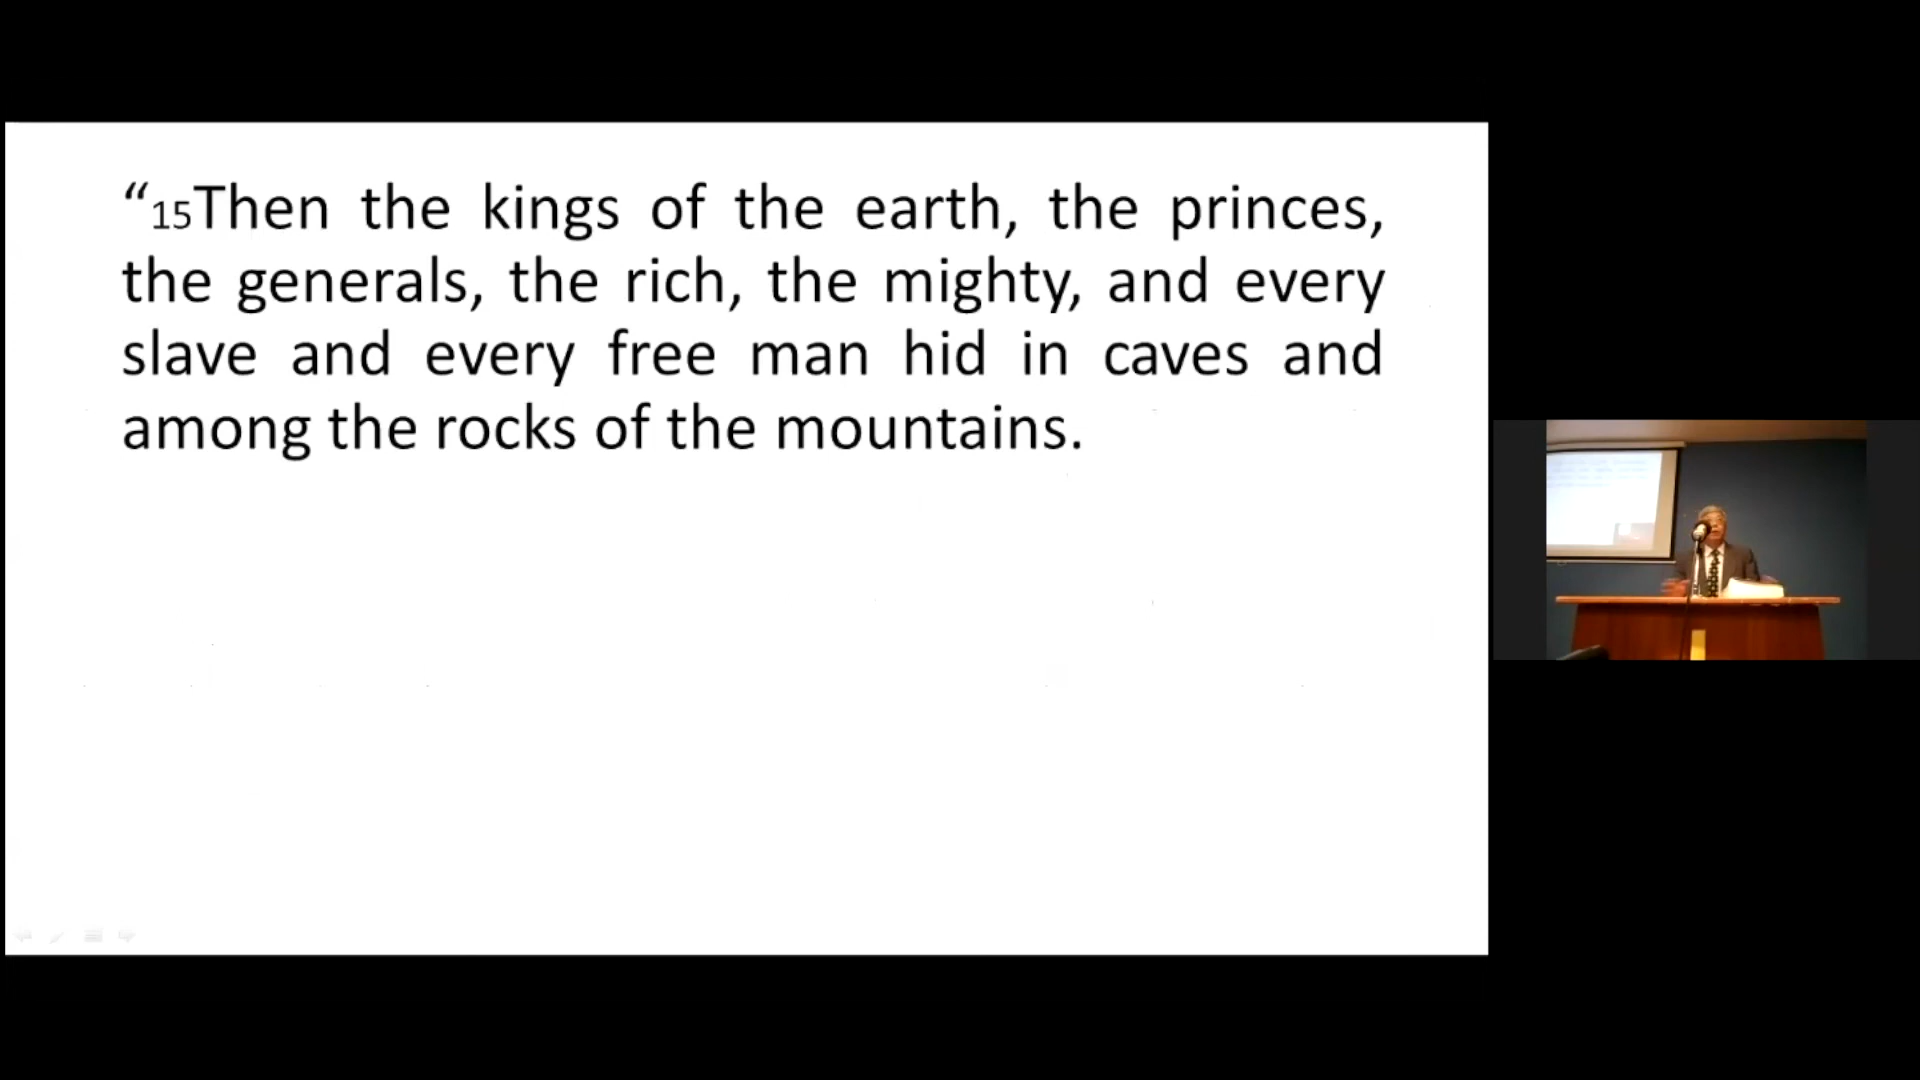 “15Then the kings of the earth, the princes,
the generals, the rich, the mighty, and every
slave and every free man hid in caves and
among the rocks of the mountains.